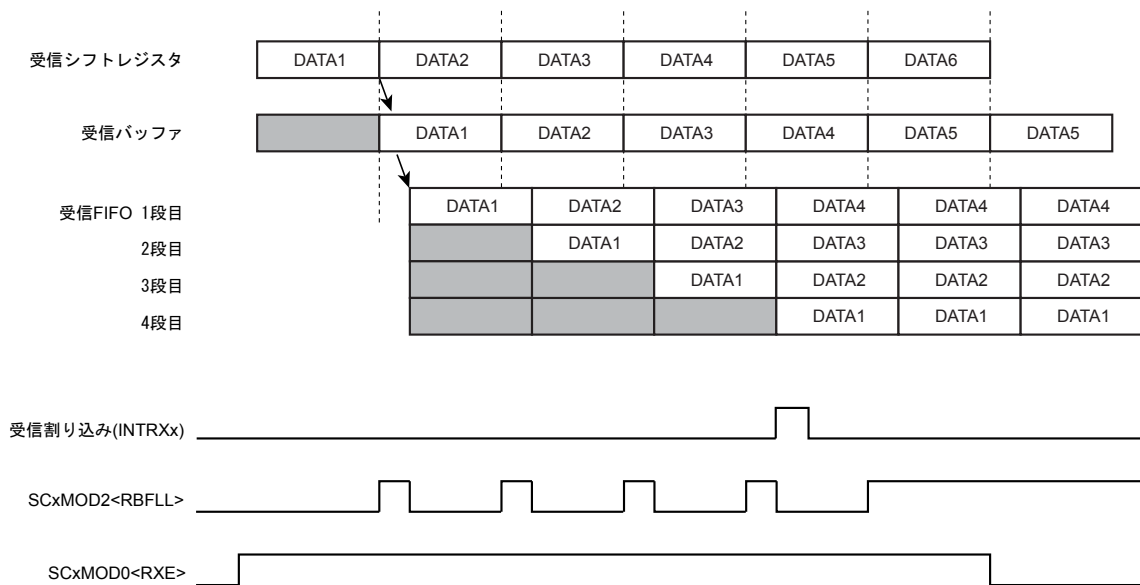 受信シフトレジスタ DATA1 DATA2 DATA3 DATA4 DATA5 DATA6
受信バッファ DATA1 DATA2 DATA3 DATA4 DATA5 DATA5
受信FIFO 1段目 DATA1 DATA2 DATA3 DATA4 DATA4 DATA4
2段目 DATA1 DATA2 DATA3 DATA3 DATA3
3段目 DATA1 DATA2 DATA2 DATA2
4段目 DATA1 DATA1 DATA1
受信割り込み(INTRXx)
SCxMOD2<RBFLL>
SCxMOD0<RXE>